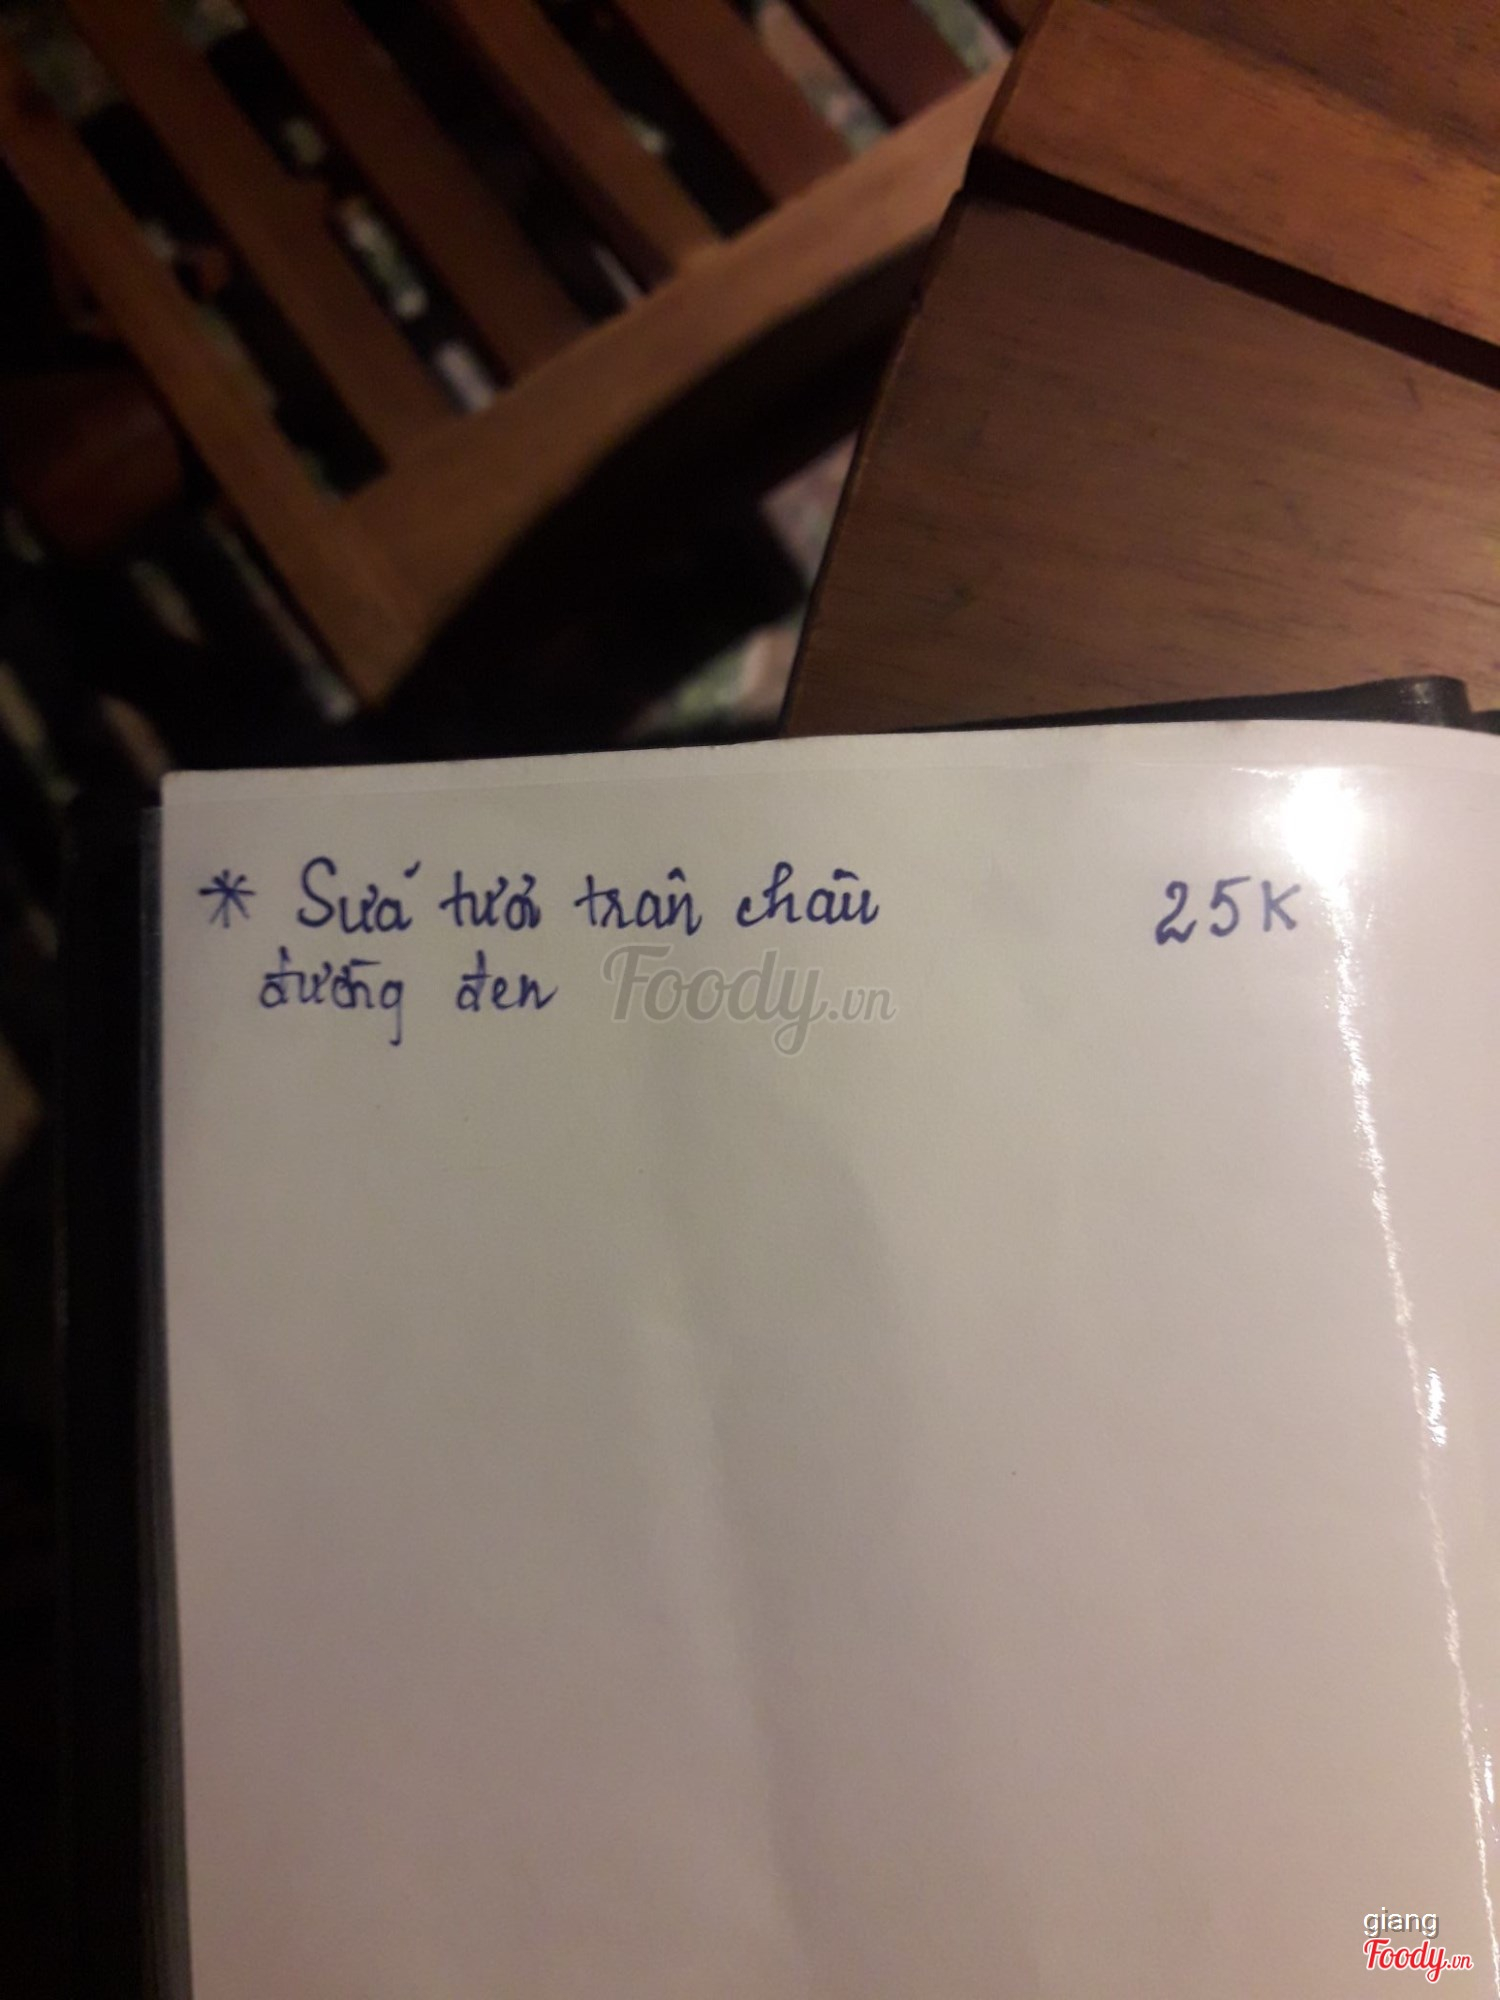 * Sữa tươi trân châu 25K
đường đen
Foody.vn
giang
Foody.vn